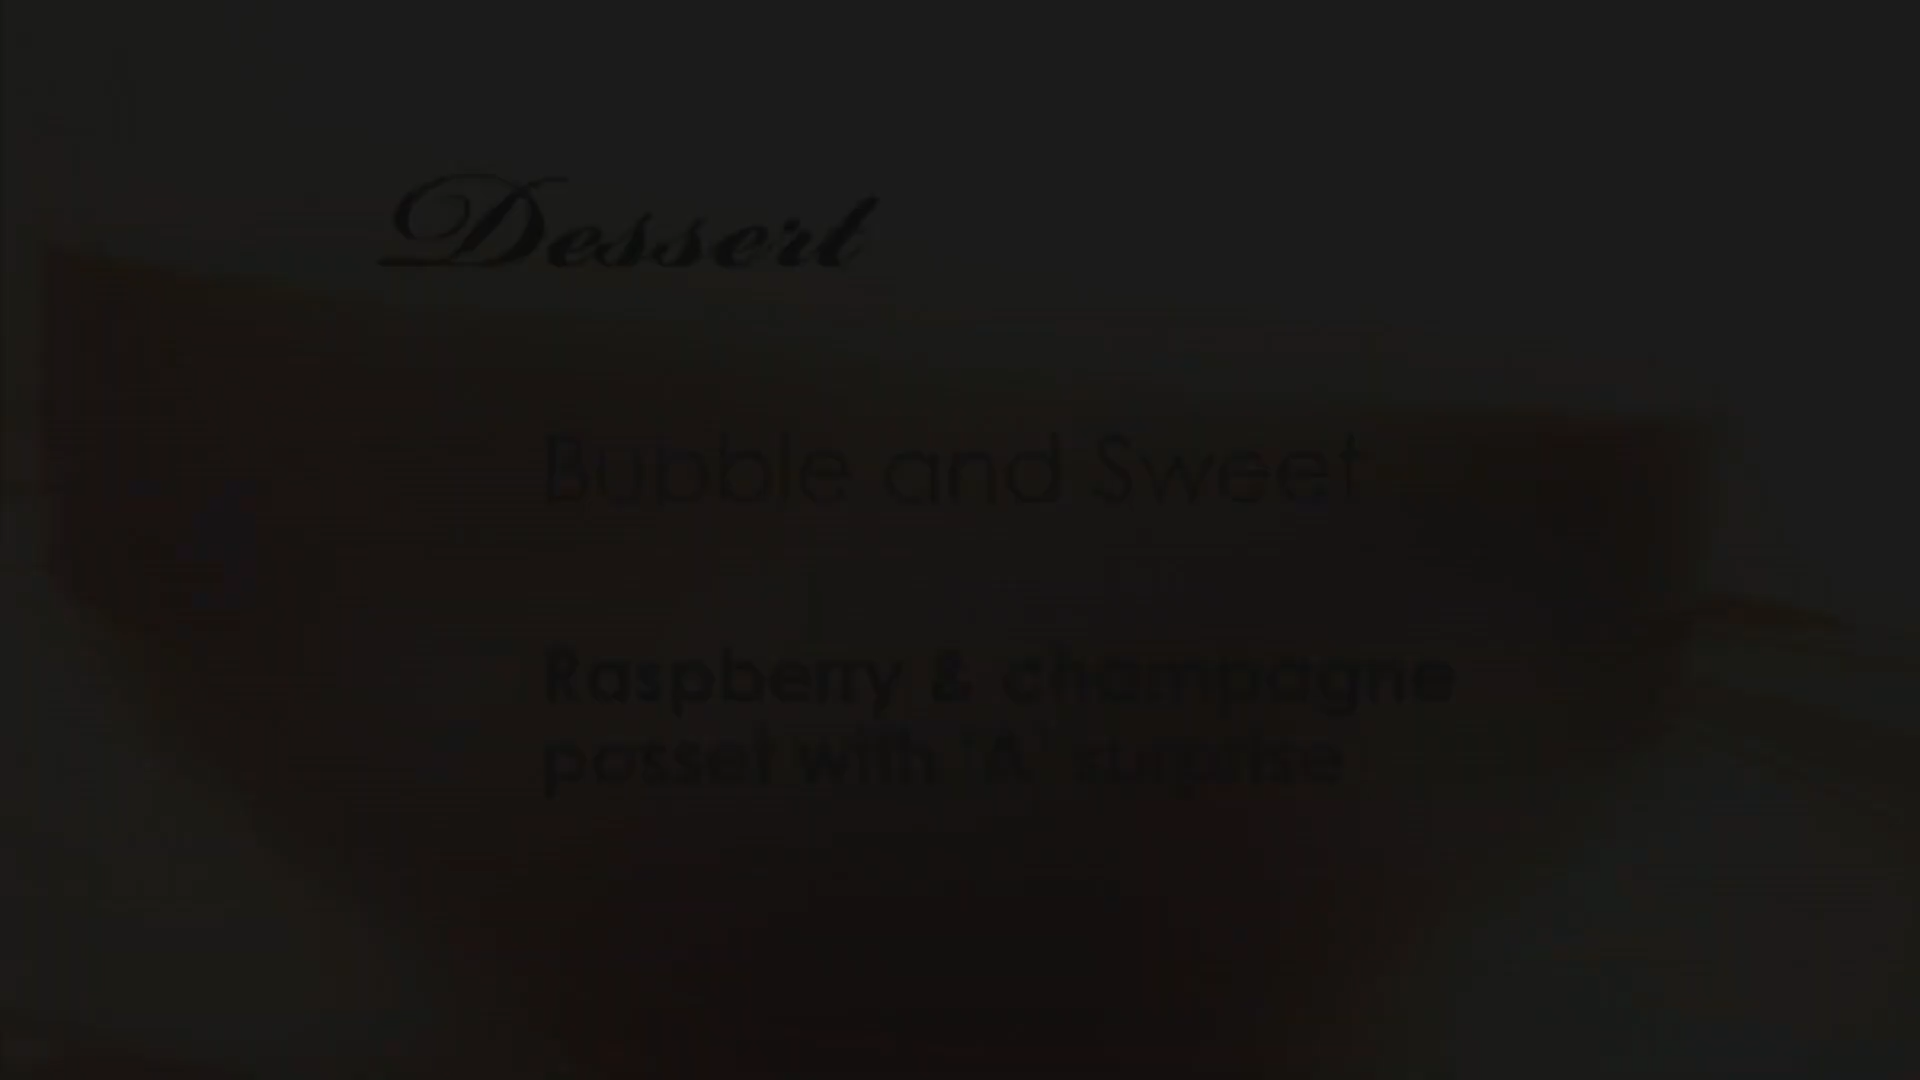 Dessert
Bubble and Sweet
Raspberry & champagne
posset with 'A' surprise